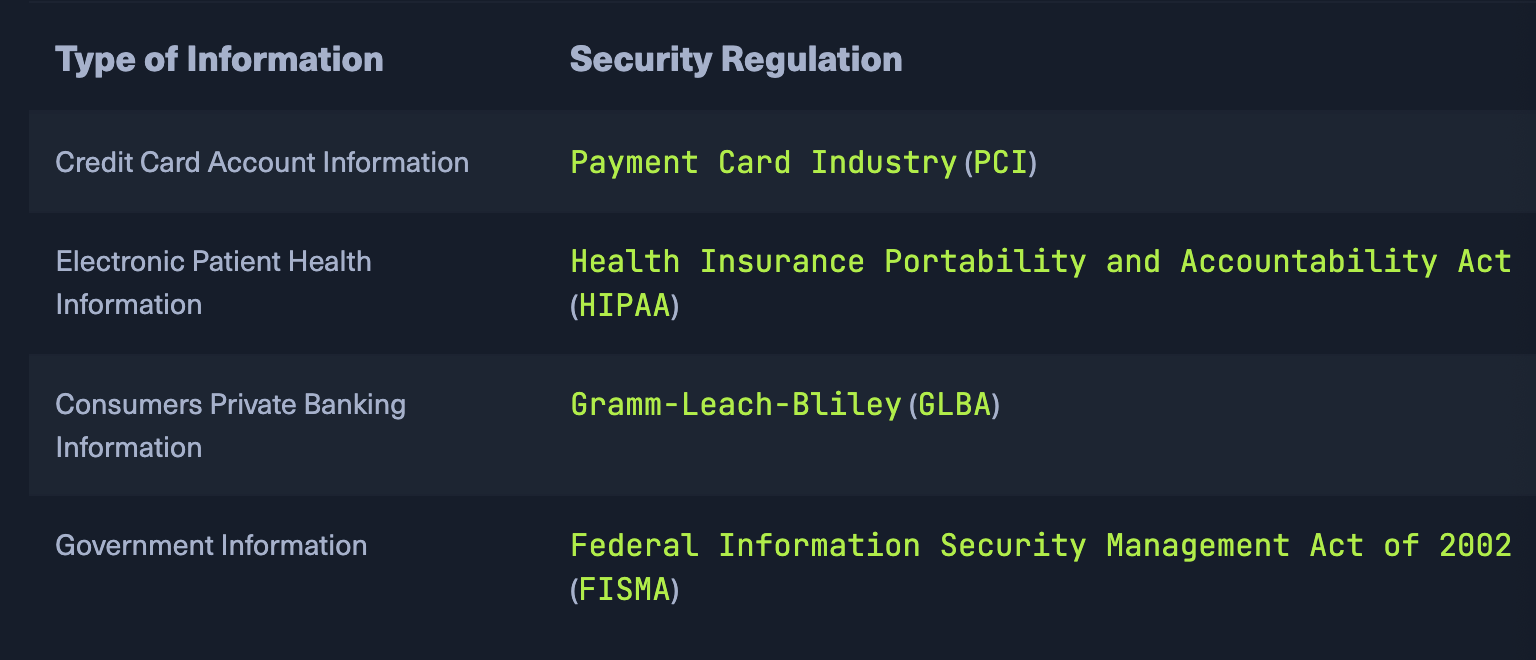 Type of Information Security Regulation
Credit Card Account Information Payment Card Industry (PCI)
Electronic Patient Health Information Health Insurance Portability and Accountability Act (HIPAA)
Consumers Private Banking Information Gramm-Leach-Bliley (GLBA)
Government Information Federal Information Security Management Act of 2002 (FISMA)